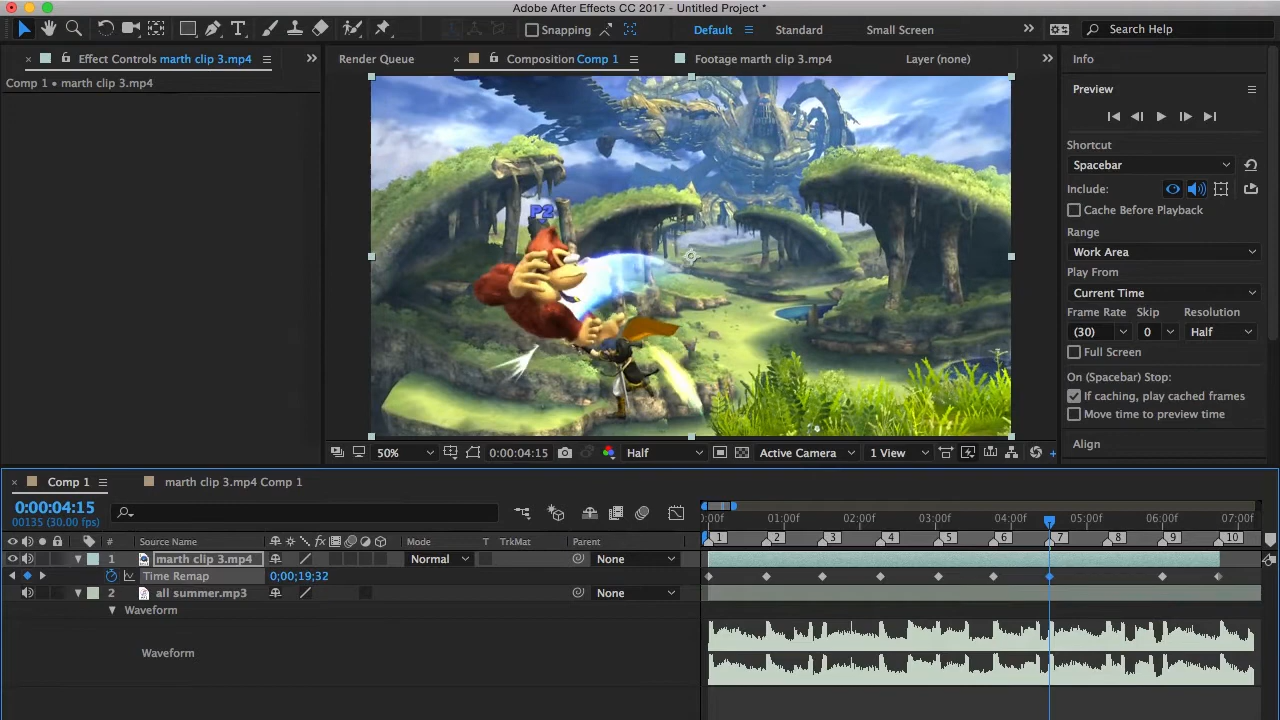 Adobe After Effects CC 2017 - Untitled Project *
Snapping Default Standard Small Screen Search Help
Effect Controls marth clip 3.mp4 Render Queue Composition Comp 1 Footage marth clip 3.mp4 Layer (none) Info
Comp 1 • marth clip 3.mp4
Preview
Shortcut
Spacebar
Include:
Cache Before Playback
Range
Work Area
Play From
Current Time
Frame Rate Skip Resolution
(30) 0 Half
Full Screen
On (Spacebar) Stop:
If caching, play cached frames
Move time to preview time
Align
P2
50% 0:00:04:15 Half Active Camera 1 View
Comp 1 marth clip 3.mp4 Comp 1
0:00:04:15
00135 (30.00 fps)
:00f 01:00f 02:00f 03:00f 04:00f 05:00f 06:00f 07:00f
# Source Name Mode T TrkMat Parent
1 2 3 4 5 6 7 8 9 10
1 marth clip 3.mp4 Normal None
Time Remap 0;00;19;32
2 all summer.mp3 None
Waveform
Waveform